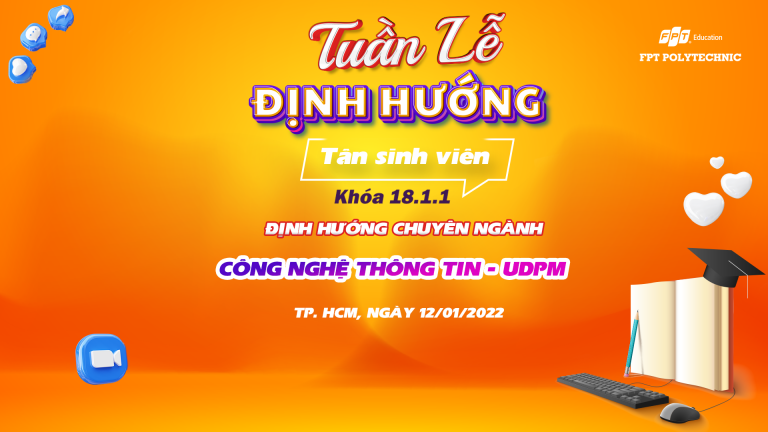 Tuần Lễ
ĐỊNH HƯỚNG
Tân sinh viên
Khóa 18.1.1
ĐỊNH HƯỚNG CHUYÊN NGÀNH
CÔNG NGHỆ THÔNG TIN - UDPM
TP. HCM, NGÀY 12/01/2022
FPT Education
FPT POLYTECHNIC